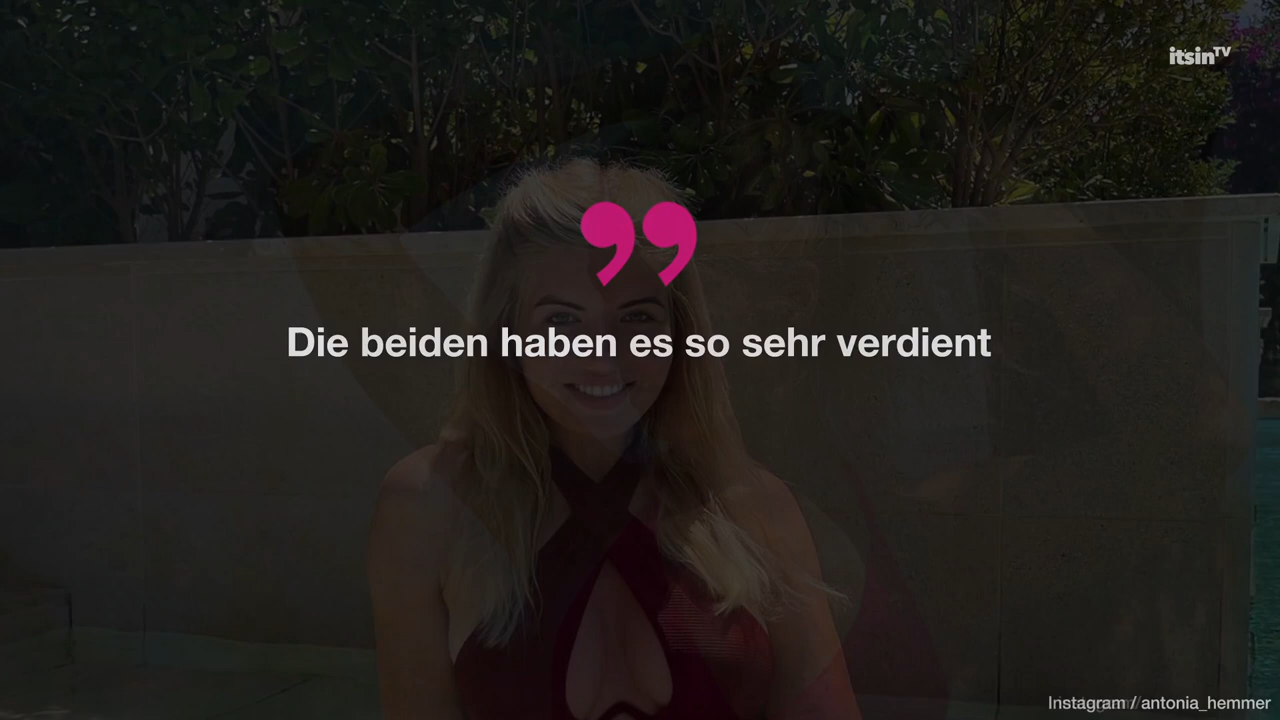 itsinTV
Die beiden haben es so sehr verdient
Instagram // antonia_hemmer